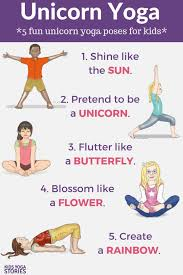 Unicorn Yoga
*5 fun unicorn yoga poses for kids*
1. Shine like
the SUN.
2. Pretend to be
a UNICORN.
3. Flutter like
a BUTTERFLY.
4. Blossom like
a FLOWER.
5. Create
a RAINBOW.
KIDS YOGA
STORIES